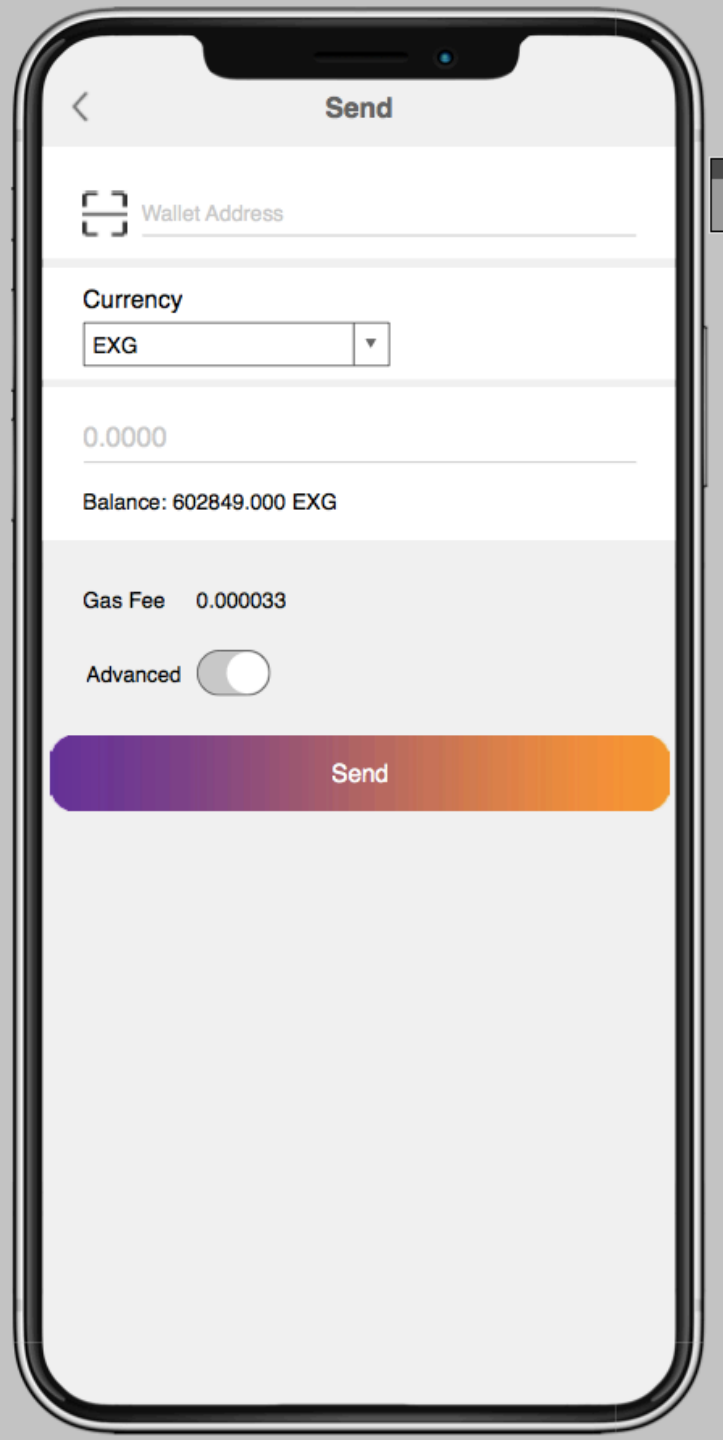 Send
Wallet Address
Currency
EXG
0.0000
Balance: 602849.000 EXG
Gas Fee 0.000033
Advanced
Send